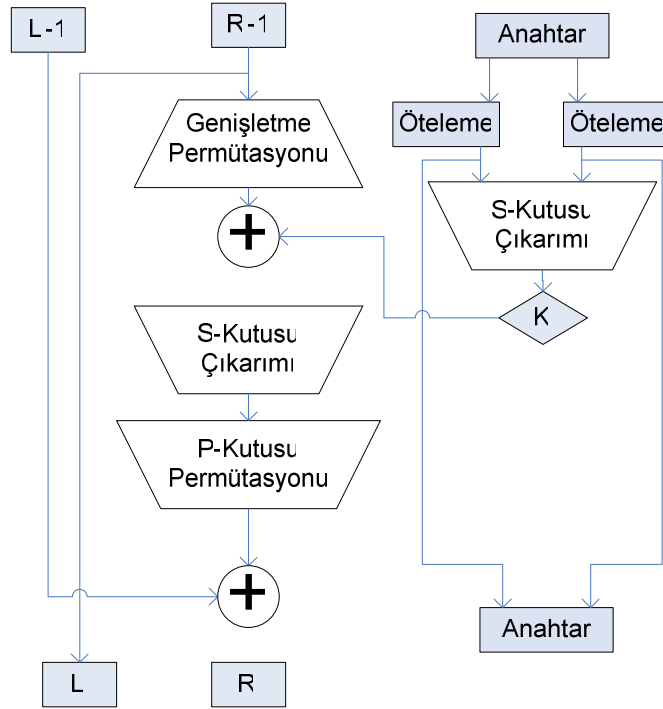 L-1
R-1
Anahtar
Genişletme
Permütasyonu
Öteleme
Öteleme
S-Kutusu
Çıkarımı
+
K
S-Kutusu
Çıkarımı
P-Kutusu
Permütasyonu
+
Anahtar
L
R